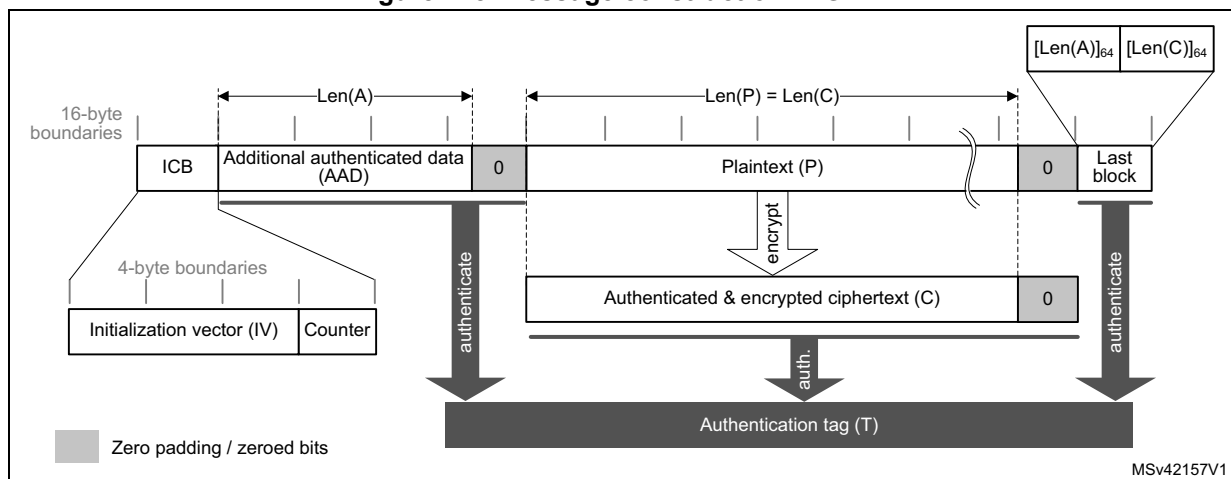 [Len(A)]64 [Len(C)]64
Len(A)
Len(P) = Len(C)
16-byte
boundaries
ICB
Additional authenticated data
(AAD)
0
Plaintext (P)
0
Last
block
encrypt
4-byte boundaries
Initialization vector (IV)
Counter
authenticate
Authenticated & encrypted ciphertext (C)
0
auth.
authenticate
Authentication tag (T)
Zero padding / zeroed bits
MSv42157V1